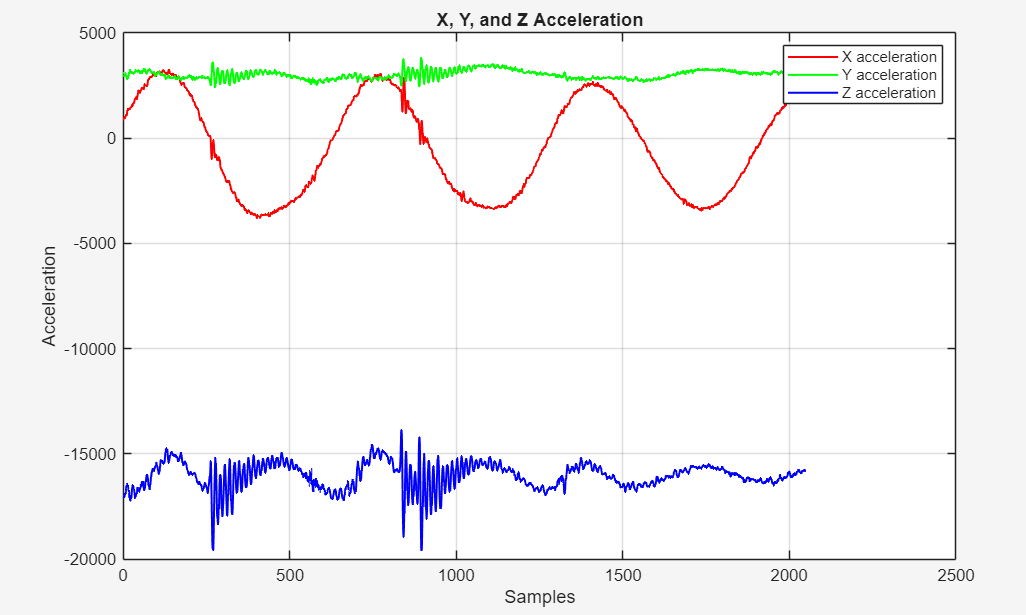 X, Y, and Z Acceleration
5000
0
-5000
-10000
-15000
-20000
Acceleration
X acceleration
Y acceleration
Z acceleration
0 500 1000 1500 2000 2500
Samples